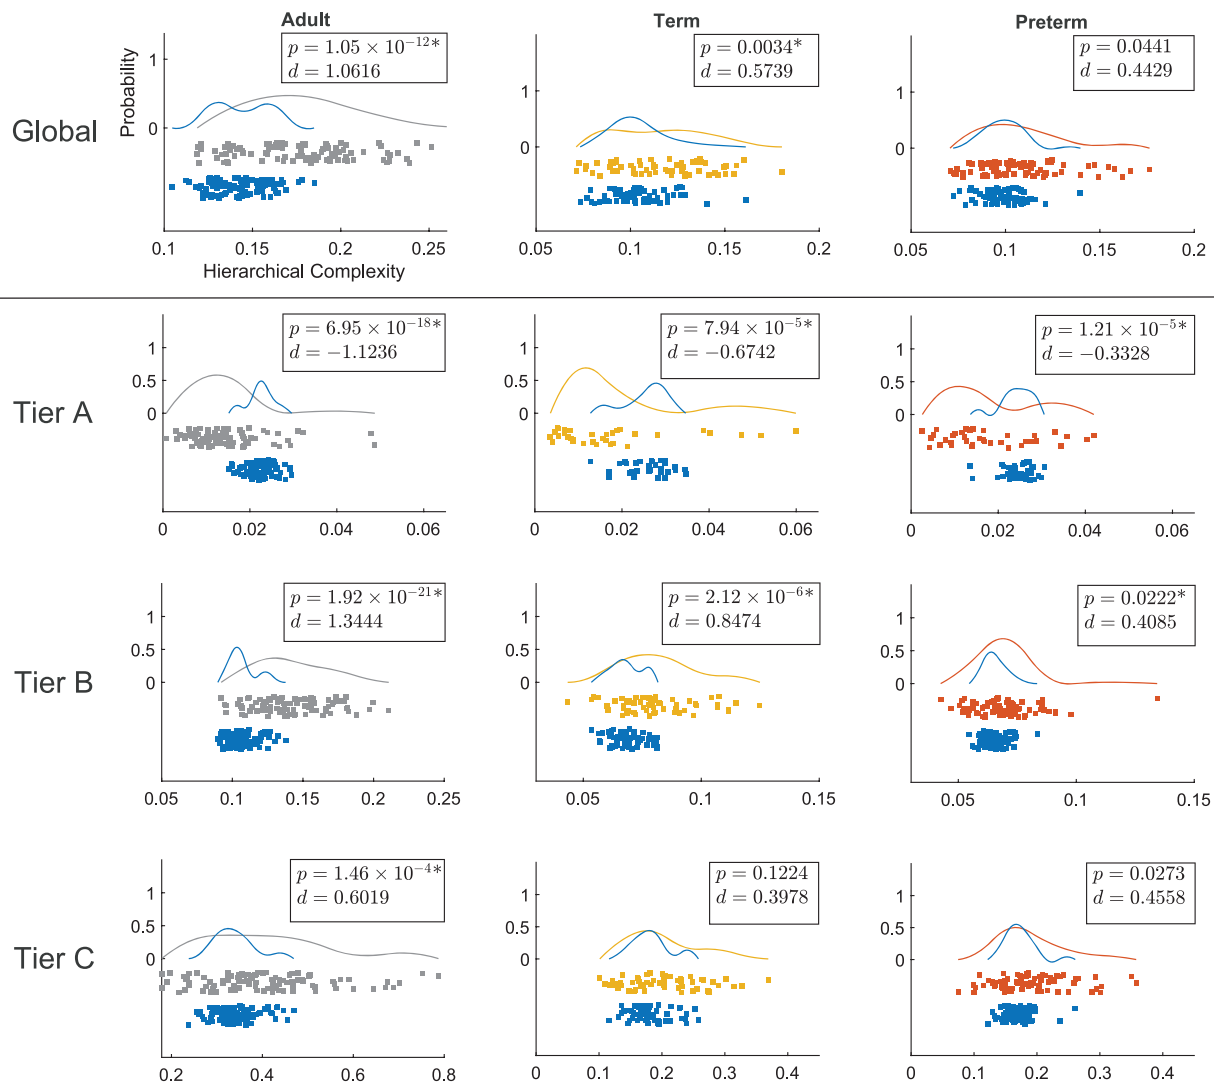 Adult Term Preterm
Global
Probability
1
0
p = 1.05 × 10⁻¹²*
d = 1.0616
0.1 0.15 0.2 0.25
Hierarchical Complexity
1
0
p = 0.0034*
d = 0.5739
0.05 0.1 0.15 0.2
1
0
p = 0.0441
d = 0.4429
0.05 0.1 0.15 0.2
Tier A
1
0.5
0
p = 6.95 × 10⁻¹⁸*
d = −1.1236
0 0.02 0.04 0.06
1
0.5
0
p = 7.94 × 10⁻⁵*
d = −0.6742
0 0.02 0.04 0.06
1
0.5
0
p = 1.21 × 10⁻⁵*
d = −0.3328
0 0.02 0.04 0.06
Tier B
1
0.5
0
p = 1.92 × 10⁻²¹*
d = 1.3444
0.05 0.1 0.15 0.2 0.25
1
0.5
0
p = 2.12 × 10⁻⁶*
d = 0.8474
0.05 0.1 0.15
1
0.5
0
p = 0.0222*
d = 0.4085
0.05 0.1 0.15
Tier C
1
0.5
0
p = 1.46 × 10⁻⁴*
d = 0.6019
0.2 0.4 0.6 0.8
1
0.5
0
p = 0.1224
d = 0.3978
0 0.1 0.2 0.3 0.4
1
0.5
0
p = 0.0273
d = 0.4558
0 0.1 0.2 0.3 0.4